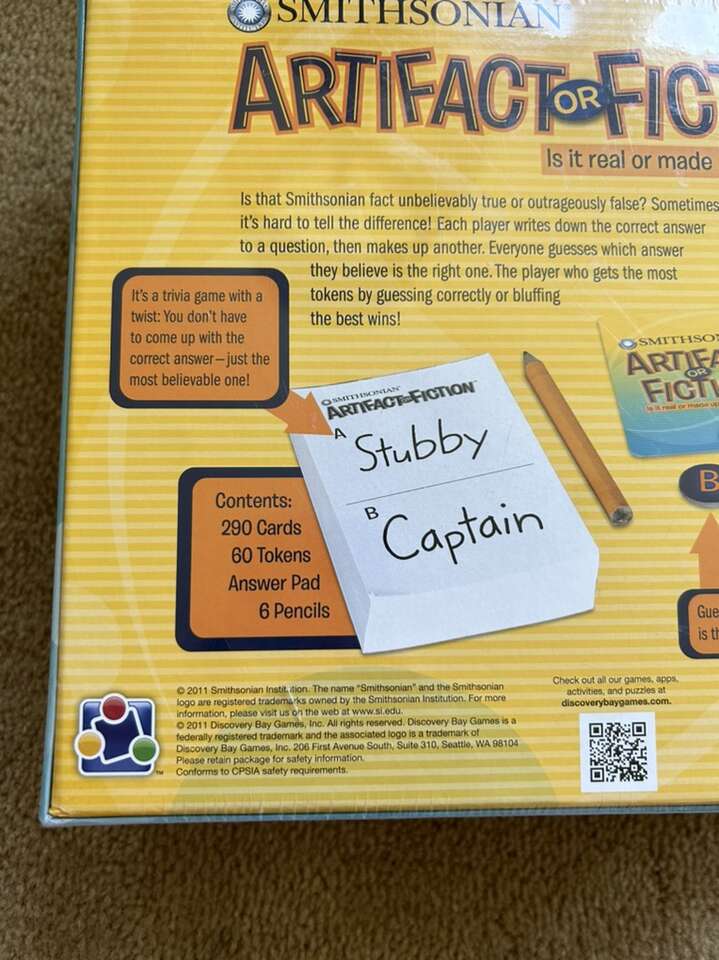 SMITHSONIAN
ARTIFACT OR FIC
Is it real or made
Is that Smithsonian fact unbelievably true or outrageously false? Sometimes
it's hard to tell the difference! Each player writes down the correct answer
to a question, then makes up another. Everyone guesses which answer
they believe is the right one. The player who gets the most
tokens by guessing correctly or bluffing
the best wins!
It's a trivia game with a
twist: You don't have
to come up with the
correct answer—just the
most believable one!
SMITHSONIAN
ARTIFACT OR FICTION
A
Stubby
B
Captain
SMITHSO
ARTIFA
OR
FICTI
Is it real or made up
B
Gue
is th
Contents:
290 Cards
60 Tokens
Answer Pad
6 Pencils
© 2011 Smithsonian Institution. The name "Smithsonian" and the Smithsonian
logo are registered trademarks owned by the Smithsonian Institution. For more
information, please visit us on the web at www.si.edu.
© 2011 Discovery Bay Games, Inc. All rights reserved. Discovery Bay Games is a
federally registered trademark and the associated logo is a trademark of
Discovery Bay Games, Inc. 206 First Avenue South, Suite 310, Seattle, WA 98104
Please retain package for safety information.
Conforms to CPSIA safety requirements.
TM
Check out all our games, apps,
activities, and puzzles at
discoverybaygames.com.